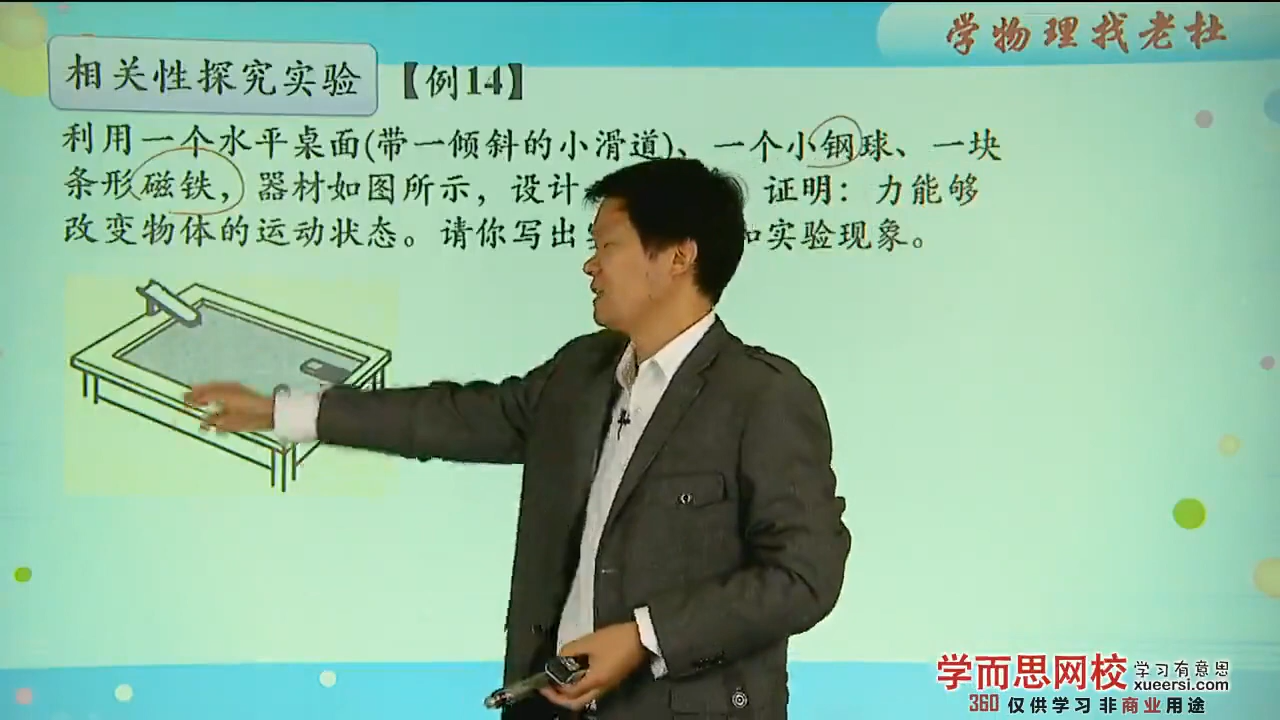 学物理找老杜
相关性探究实验 【例14】
利用一个水平桌面(带一倾斜的小滑道)、一个小钢球、一块
条形磁铁，器材如图所示，设计一 证明：力能够
改变物体的运动状态。请你写出 和实验现象。
学而思网校 学习有意思
xueersi.com
360 仅供学习 非商业用途